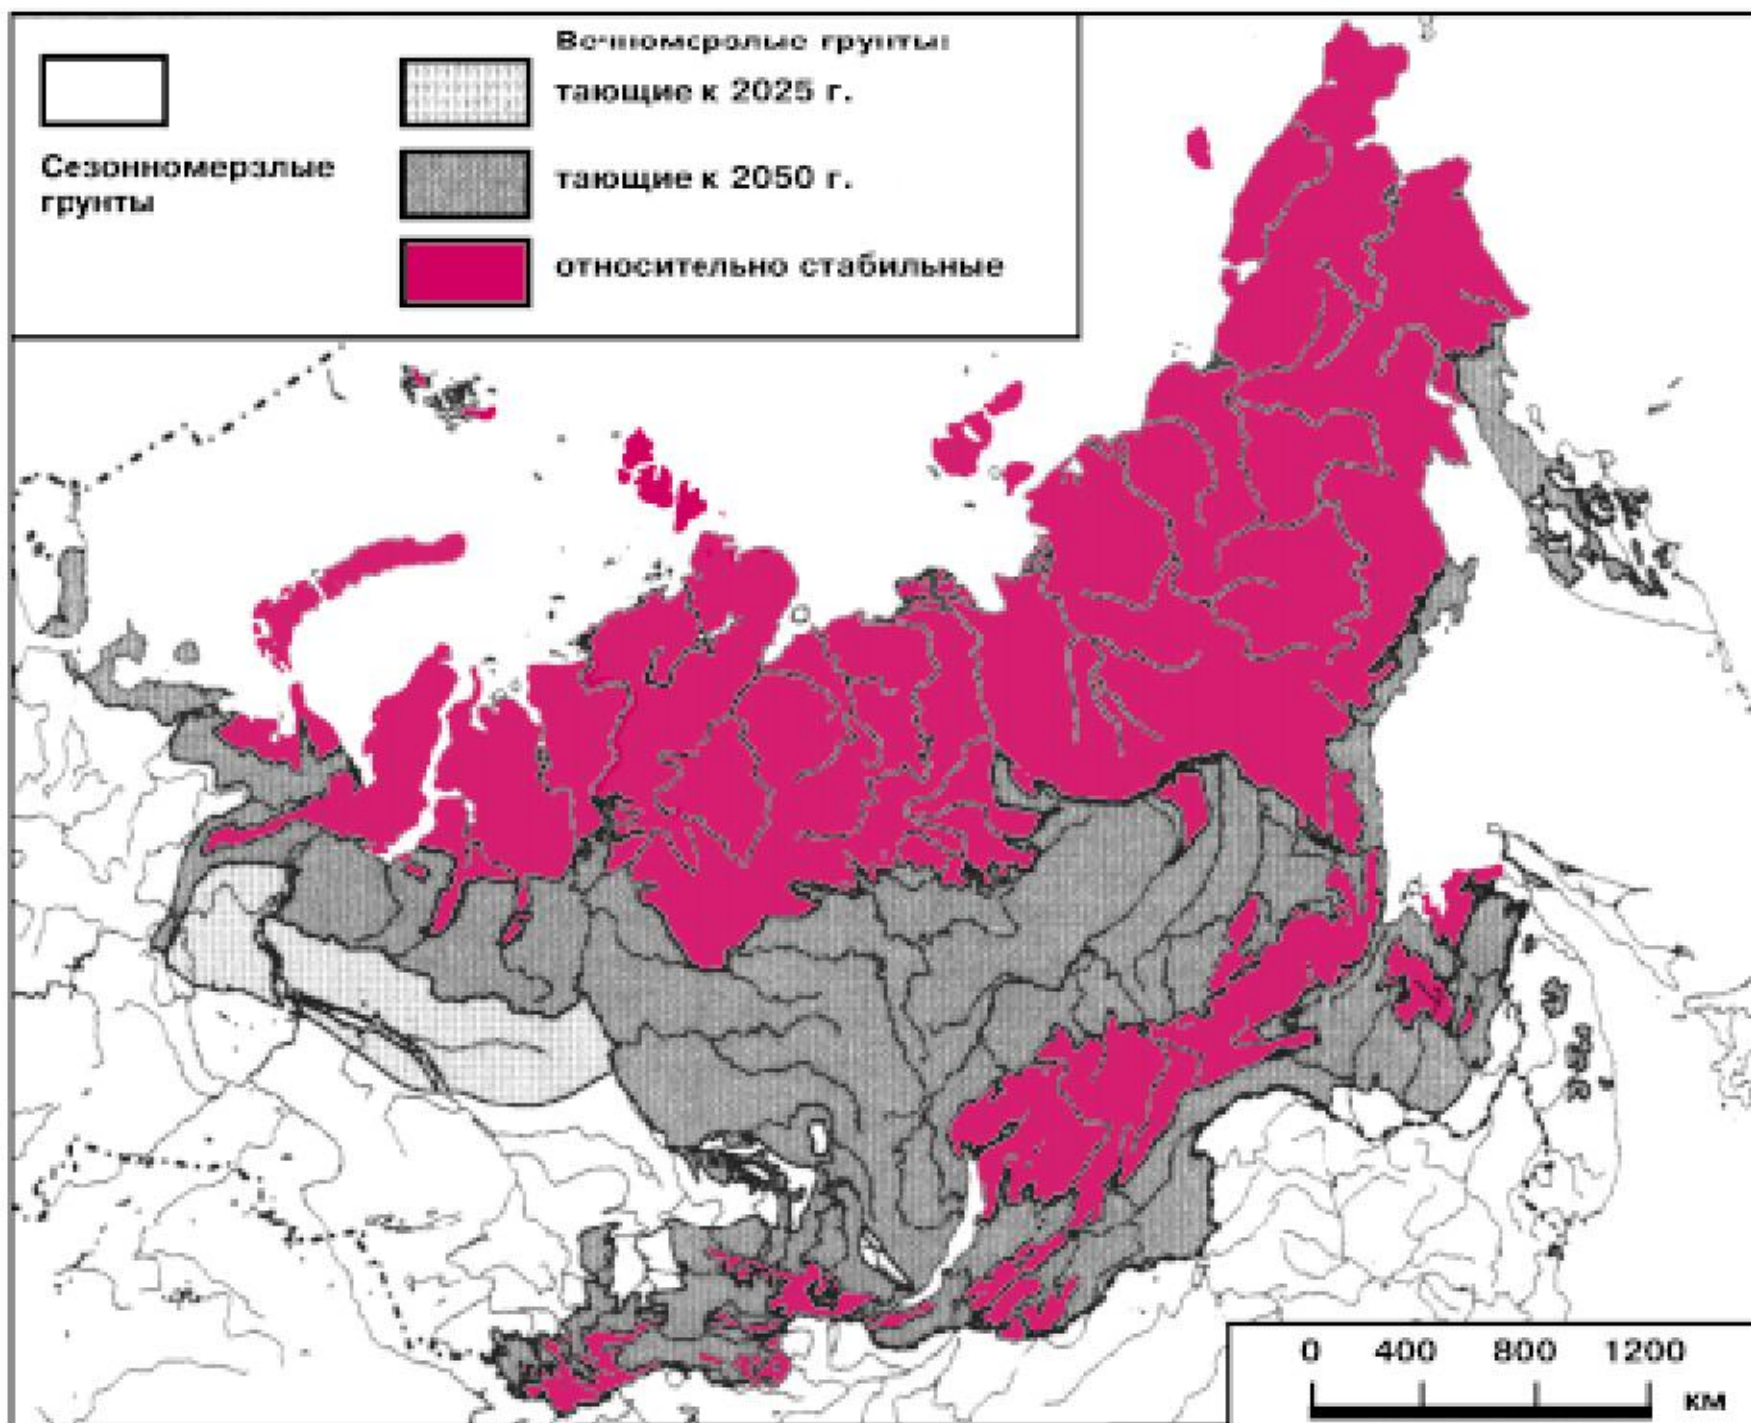 Вечномерзлые грунты:
тающие к 2025 г.
Сезонномерзлые
грунты
тающие к 2050 г.
относительно стабильные
0 400 800 1200
км